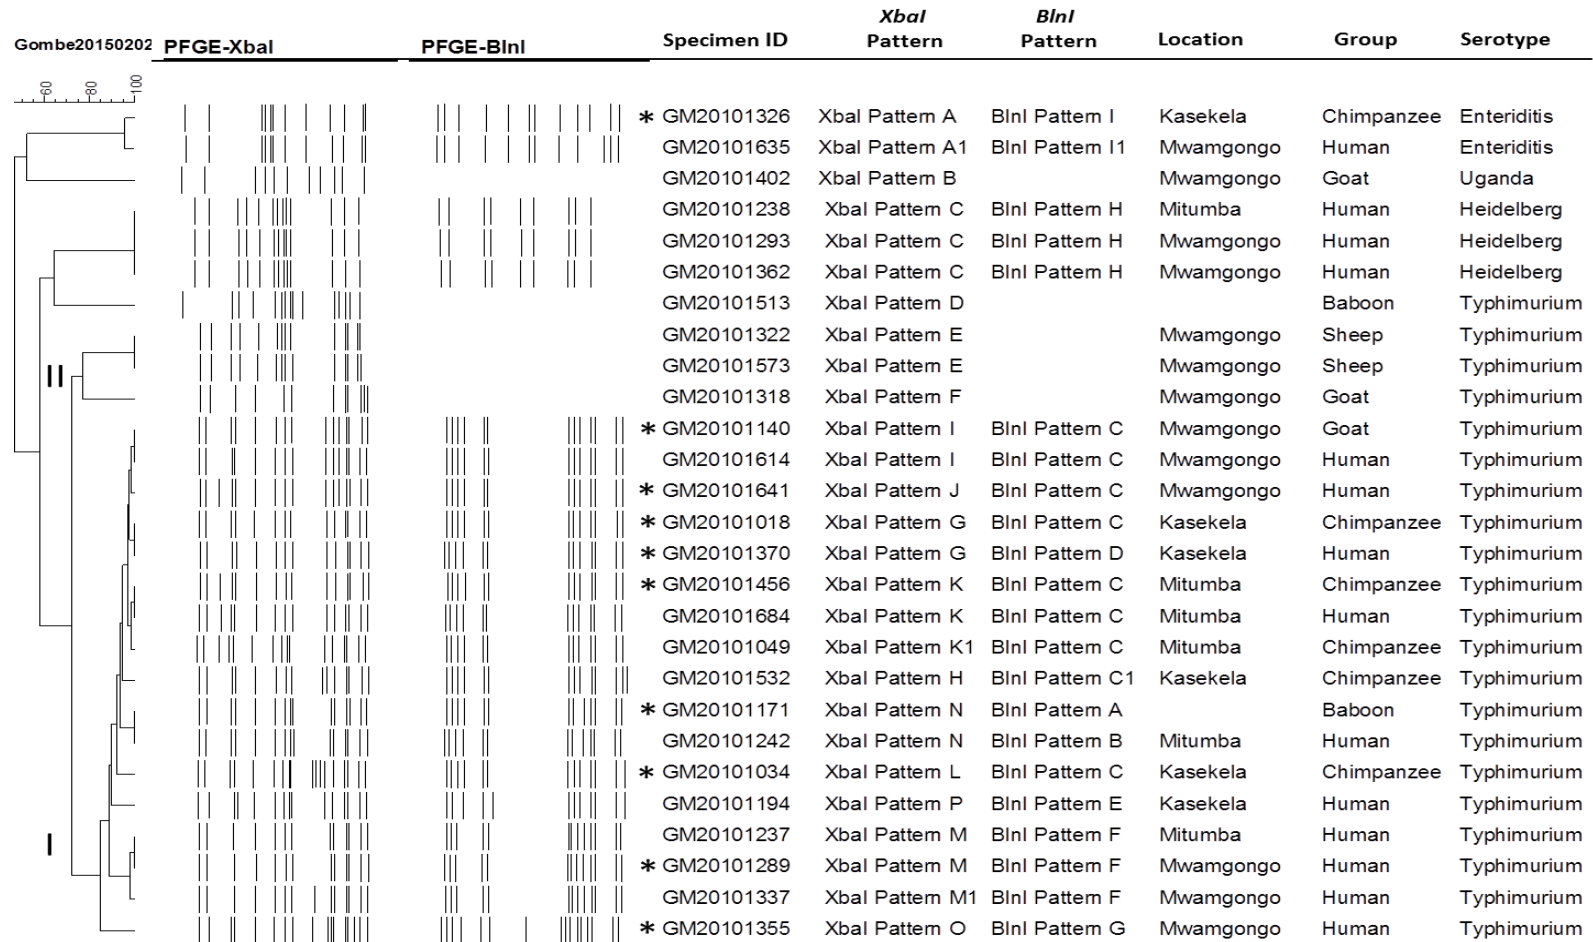 XbaI BlnI
Gombe20150202 PFGE-XbaI PFGE-BlnI Specimen ID Pattern Pattern Location Group Serotype
60 80 100
* GM20101326 XbaI Pattern A BlnI Pattern I Kasekela Chimpanzee Enteriditis
GM20101635 XbaI Pattern A1 BlnI Pattern I1 Mwamgongo Human Enteriditis
GM20101402 XbaI Pattern B Mwamgongo Goat Uganda
GM20101238 XbaI Pattern C BlnI Pattern H Mitumba Human Heidelberg
GM20101293 XbaI Pattern C BlnI Pattern H Mwamgongo Human Heidelberg
GM20101362 XbaI Pattern C BlnI Pattern H Mwamgongo Human Heidelberg
GM20101513 XbaI Pattern D Baboon Typhimurium
GM20101322 XbaI Pattern E Mwamgongo Sheep Typhimurium
GM20101573 XbaI Pattern E Mwamgongo Sheep Typhimurium
II
GM20101318 XbaI Pattern F Mwamgongo Goat Typhimurium
* GM20101140 XbaI Pattern I BlnI Pattern C Mwamgongo Goat Typhimurium
GM20101614 XbaI Pattern I BlnI Pattern C Mwamgongo Human Typhimurium
* GM20101641 XbaI Pattern J BlnI Pattern C Mwamgongo Human Typhimurium
* GM20101018 XbaI Pattern G BlnI Pattern C Kasekela Chimpanzee Typhimurium
* GM20101370 XbaI Pattern G BlnI Pattern D Kasekela Human Typhimurium
* GM20101456 XbaI Pattern K BlnI Pattern C Mitumba Chimpanzee Typhimurium
GM20101684 XbaI Pattern K BlnI Pattern C Mitumba Human Typhimurium
GM20101049 XbaI Pattern K1 BlnI Pattern C Mitumba Chimpanzee Typhimurium
GM20101532 XbaI Pattern H BlnI Pattern C1 Kasekela Chimpanzee Typhimurium
* GM20101171 XbaI Pattern N BlnI Pattern A Baboon Typhimurium
GM20101242 XbaI Pattern N BlnI Pattern B Mitumba Human Typhimurium
* GM20101034 XbaI Pattern L BlnI Pattern C Kasekela Chimpanzee Typhimurium
GM20101194 XbaI Pattern P BlnI Pattern E Kasekela Human Typhimurium
I GM20101237 XbaI Pattern M BlnI Pattern F Mitumba Human Typhimurium
* GM20101289 XbaI Pattern M BlnI Pattern F Mwamgongo Human Typhimurium
GM20101337 XbaI Pattern M1 BlnI Pattern F Mwamgongo Human Typhimurium
* GM20101355 XbaI Pattern O BlnI Pattern G Mwamgongo Human Typhimurium